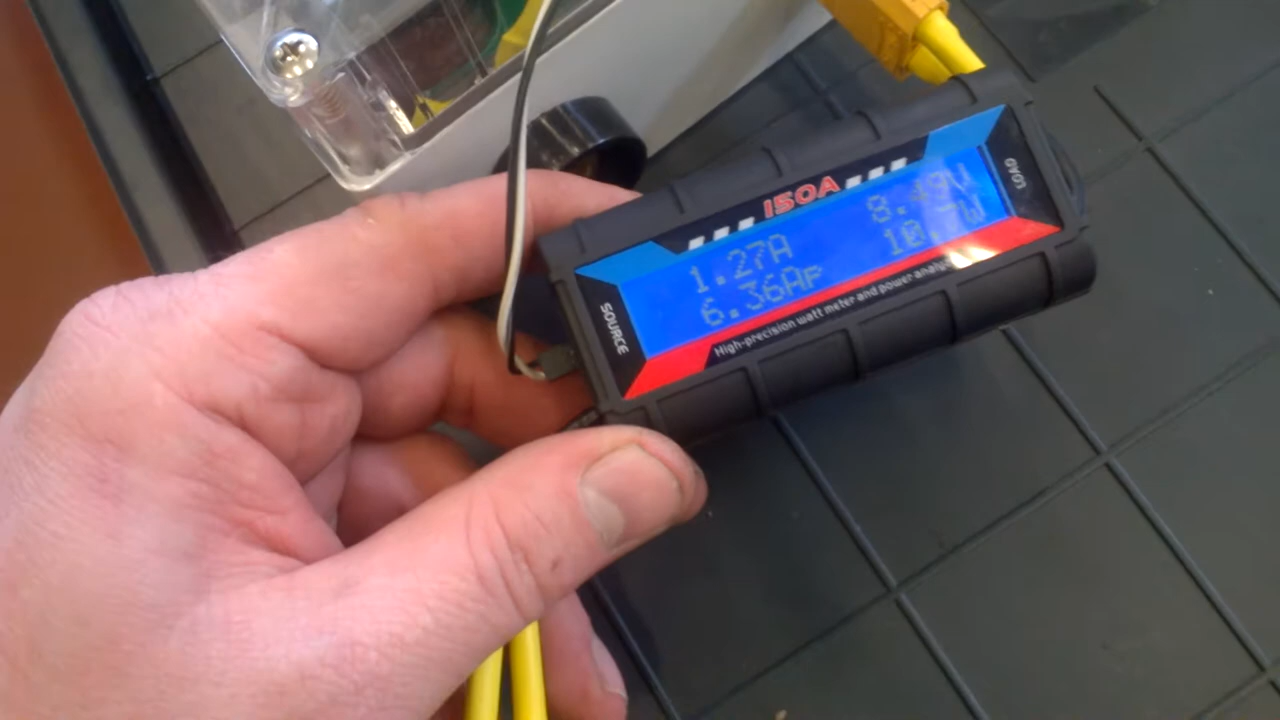 150A
SOURCE
LOAD
1.27A 8.49V
6.36Ap 10.7W
High-precision watt meter and power analyzer